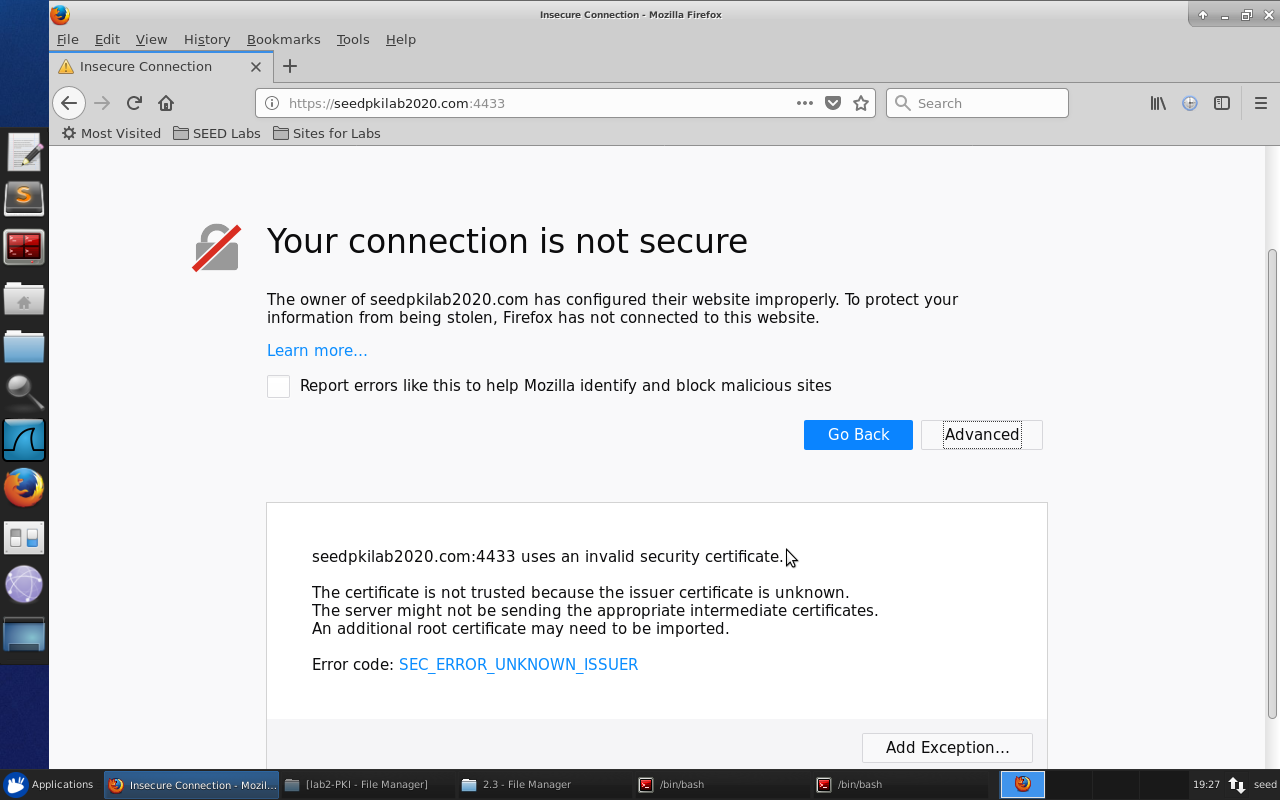 Insecure Connection - Mozilla Firefox
File Edit View History Bookmarks Tools Help
Insecure Connection
https://seedpkilab2020.com:4433
Search
Most Visited SEED Labs Sites for Labs
Your connection is not secure
The owner of seedpkilab2020.com has configured their website improperly. To protect your
information from being stolen, Firefox has not connected to this website.
Learn more…
Report errors like this to help Mozilla identify and block malicious sites
Go Back Advanced
seedpkilab2020.com:4433 uses an invalid security certificate.
The certificate is not trusted because the issuer certificate is unknown.
The server might not be sending the appropriate intermediate certificates.
An additional root certificate may need to be imported.
Error code: SEC_ERROR_UNKNOWN_ISSUER
Add Exception…
Applications Insecure Connection - Mozil... [lab2-PKI - File Manager] 2.3 - File Manager /bin/bash /bin/bash 19:27 seed